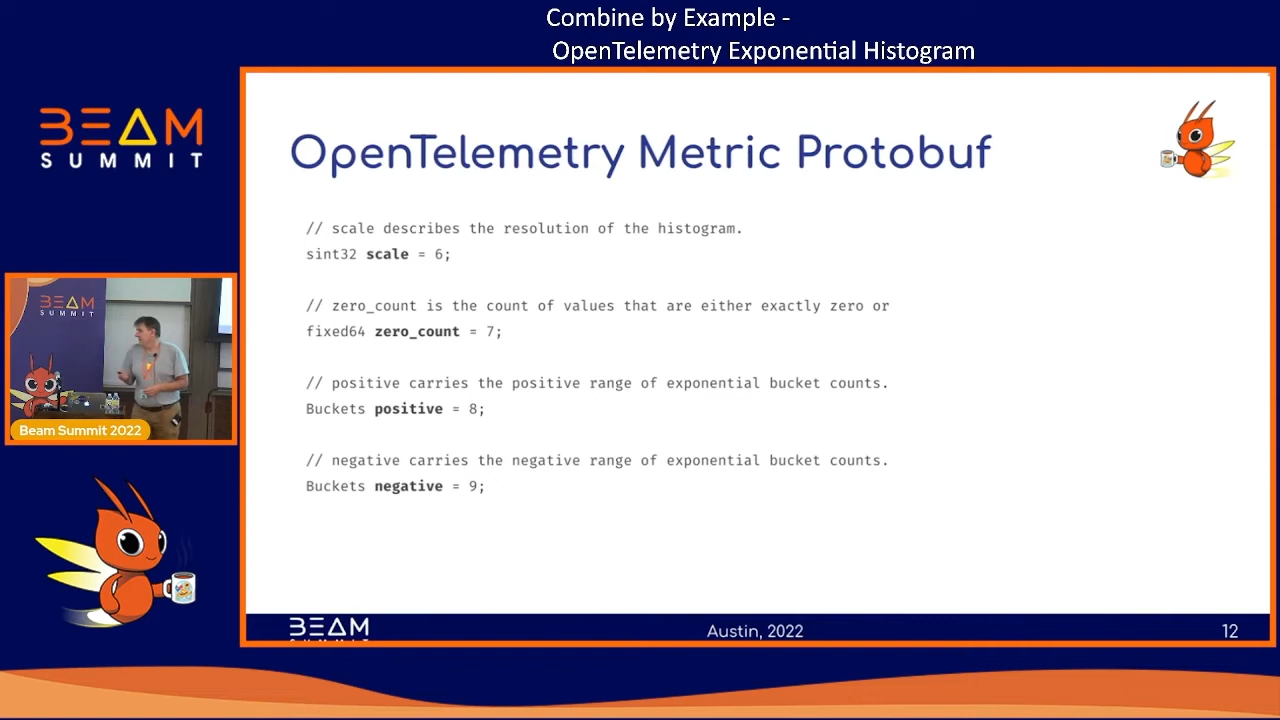 Combine by Example -
OpenTelemetry Exponential Histogram
BEAM
SUMMIT
OpenTelemetry Metric Protobuf
// scale describes the resolution of the histogram.
sint32 scale = 6;
// zero_count is the count of values that are either exactly zero or
fixed64 zero_count = 7;
// positive carries the positive range of exponential bucket counts.
Buckets positive = 8;
// negative carries the negative range of exponential bucket counts.
Buckets negative = 9;
BEAM
SUMMIT
Beam Summit 2022
BEAM
Austin, 2022
12